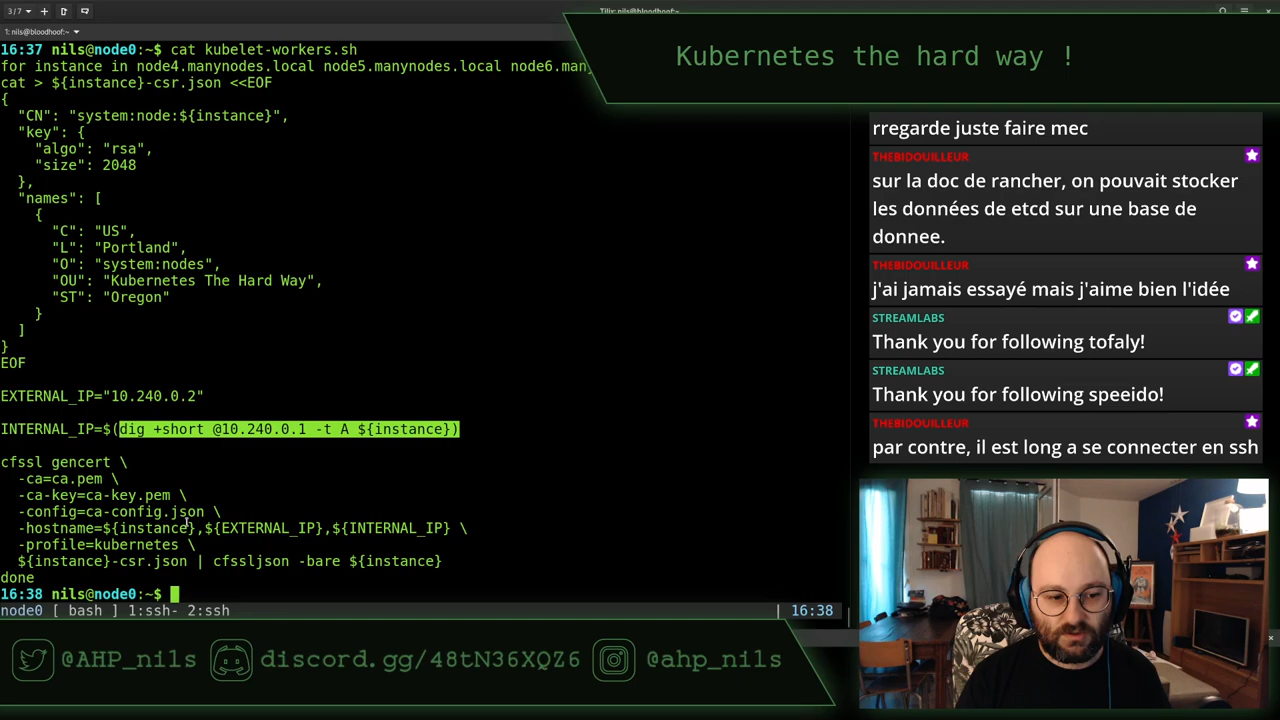 3/7
Tilix: nils@bloodhoof:~
1: nils@bloodhoof:~
16:37 nils@node0:~$ cat kubelet-workers.sh
for instance in node4.manynodes.local node5.manynodes.local
cat > ${instance}-csr.json <<EOF
{
"CN": "system:node:${instance}",
"key": {
"algo": "rsa",
"size": 2048
},
"names": [
{
"C": "US",
"L": "Portland",
"O": "system:nodes",
"OU": "Kubernetes The Hard Way",
"ST": "Oregon"
}
]
}
EOF
EXTERNAL_IP="10.240.0.2"
INTERNAL_IP=$(dig +short @10.240.0.1 -t A ${instance})
cfssl gencert \
-ca=ca.pem \
-ca-key=ca-key.pem \
-config=ca-config.json \
-hostname=${instance},${EXTERNAL_IP},${INTERNAL_IP} \
-profile=kubernetes \
${instance}-csr.json | cfssljson -bare ${instance}
done
16:38 nils@node0:~$
node0 [ bash ] 1:ssh- 2:ssh | 16:38
Kubernetes the hard way !
rregarde juste faire mec
THEBIDOUILLEUR
sur la doc de rancher, on pouvait stocker
les données de etcd sur une base de
donnee.
THEBIDOUILLEUR
j'ai jamais essayé mais j'aime bien l'idée
STREAMLABS
Thank you for following tofaly!
STREAMLABS
Thank you for following speeido!
THEBIDOUILLEUR
par contre, il est long a se connecter en ssh
@AHP_nils
discord.gg/48tN36XQZ6
@ahp_nils